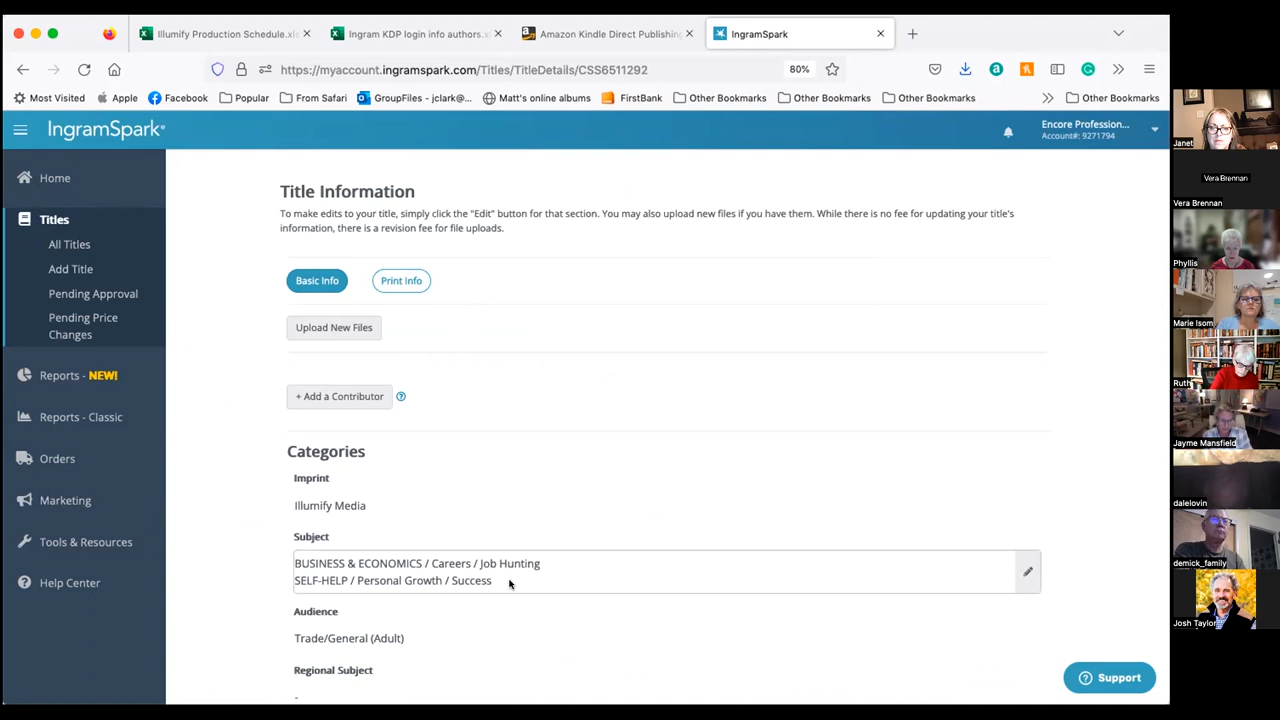 Illumify Production Schedule.xls
Ingram KDP login info authors.x
Amazon Kindle Direct Publishing
IngramSpark
https://myaccount.ingramspark.com/Titles/TitleDetails/CSS6511292
80%
Most Visited
Apple
Facebook
Popular
From Safari
GroupFiles - jclark@...
Matt's online albums
FirstBank
Other Bookmarks
Other Bookmarks
Other Bookmarks
Other Bookmarks
IngramSpark
Encore Profession...
Account#: 9271794
Home
Titles
All Titles
Add Title
Pending Approval
Pending Price
Changes
Reports - NEW!
Reports - Classic
Orders
Marketing
Tools & Resources
Help Center
Title Information
To make edits to your title, simply click the "Edit" button for that section. You may also upload new files if you have them. While there is no fee for updating your title's
information, there is a revision fee for file uploads.
Basic Info
Print Info
Upload New Files
+ Add a Contributor
Categories
Imprint
Illumify Media
Subject
BUSINESS & ECONOMICS / Careers / Job Hunting
SELF-HELP / Personal Growth / Success
Audience
Trade/General (Adult)
Regional Subject
-
Support
Janet
Vera Brennan
Vera Brennan
Phyllis
Marie Isom
Ruth
Jayme Mansfield
dalelovin
demick_family
Josh Taylor